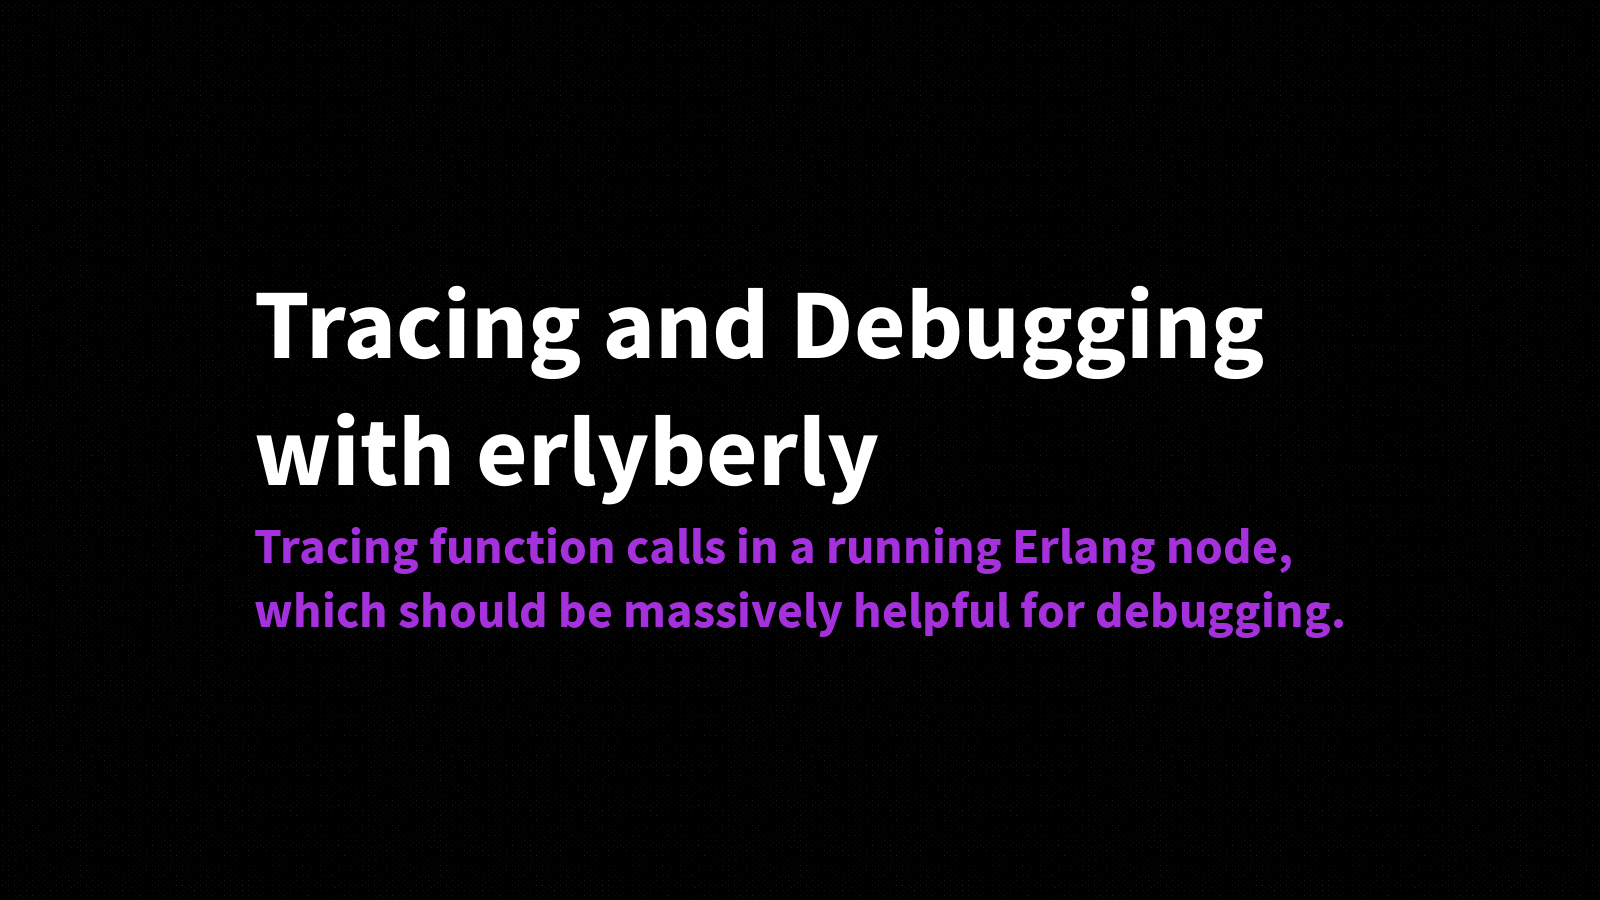 Tracing and Debugging
with erlyberly
Tracing function calls in a running Erlang node,
which should be massively helpful for debugging.